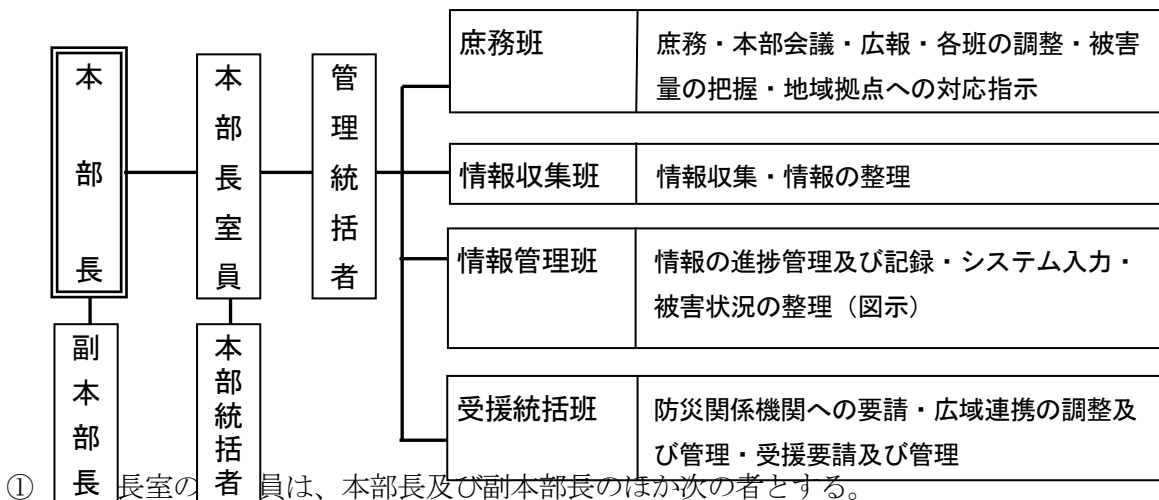 本部長
副本部長
本部長室員
本部統括者
管理統括者
庶務班
庶務・本部会議・広報・各班の調整・被害
量の把握・地域拠点への対応指示
情報収集班
情報収集・情報の整理
情報管理班
情報の進捗管理及び記録・システム入力・
被害状況の整理（図示）
受援統括班
防災関係機関への要請・広域連携の調整及
び管理・受援要請及び管理
① 長室の 員は、本部長及び副本部長のほか次の者とする。